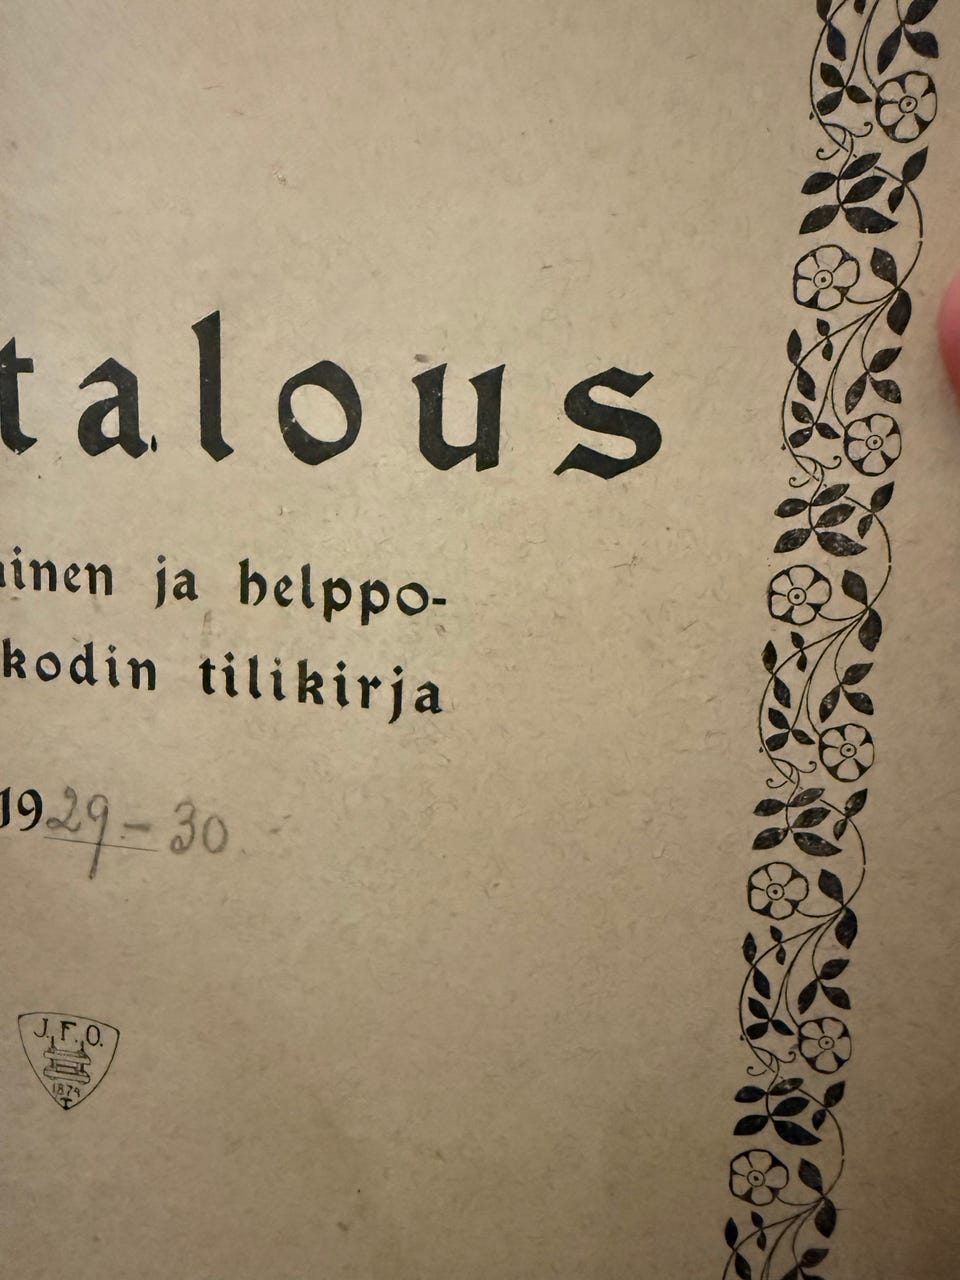 talous
inen ja helppo-
kodin tilikirja
1929-30
J. F. O.
1874
T